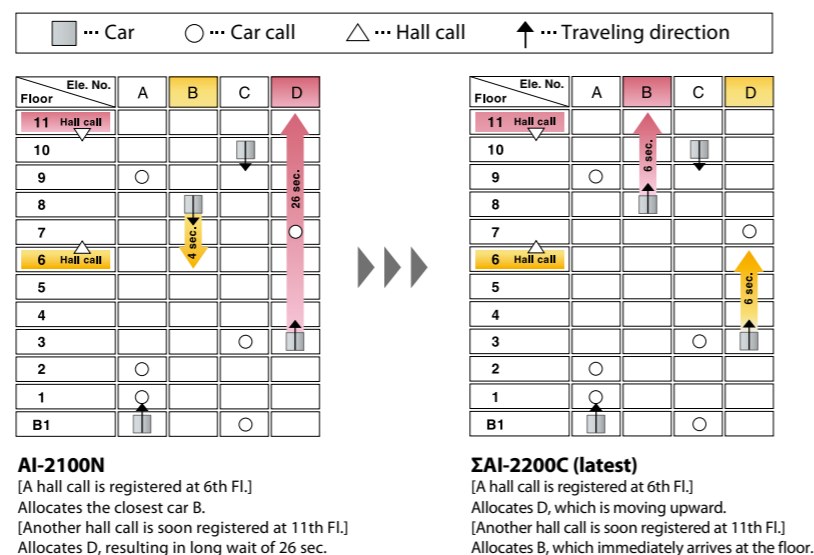 ··· Car ··· Car call ··· Hall call ··· Traveling direction
Ele. No. A B C D
Floor
11 Hall call
10
9
8
7
6 Hall call
5
4
3
2
1
B1
4 sec.
26 sec.
AI-2100N
[A hall call is registered at 6th Fl.]
Allocates the closest car B.
[Another hall call is soon registered at 11th Fl.]
Allocates D, resulting in long wait of 26 sec.
Ele. No. A B C D
Floor
11 Hall call
10
9
8
7
6 Hall call
5
4
3
2
1
B1
6 sec.
6 sec.
ΣAI-2200C (latest)
[A hall call is registered at 6th Fl.]
Allocates D, which is moving upward.
[Another hall call is soon registered at 11th Fl.]
Allocates B, which immediately arrives at the floor.